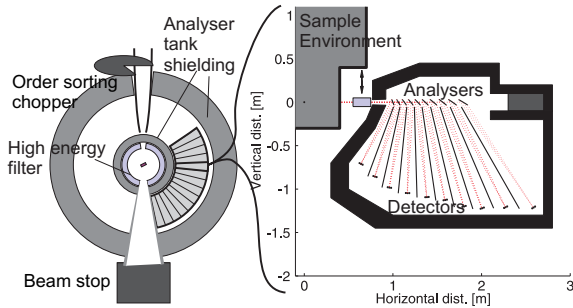 Analyser
tank
shielding
Order sorting
chopper
High energy
filter
Beam stop
Sample
Environment
Analysers
Detectors
Vertical dist. [m]
1
0.5
0
-0.5
-1
-1.5
-2
0
1
2
3
Horizontal dist. [m]